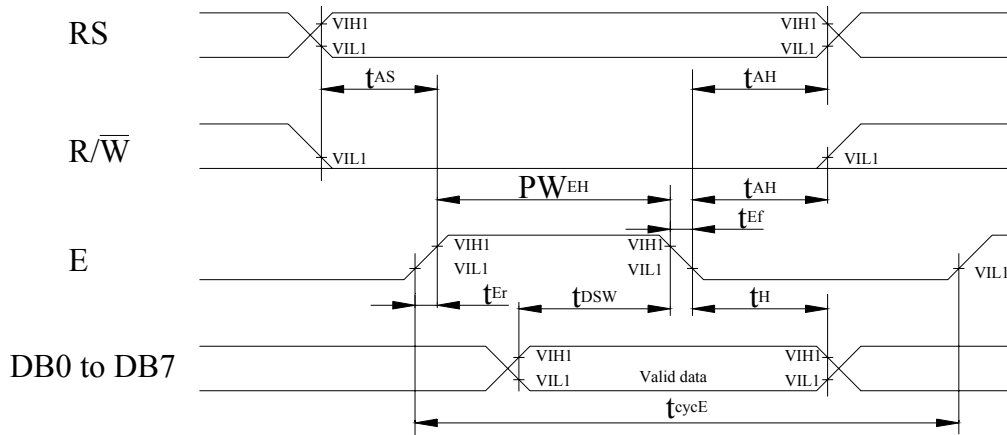 RS
VIH1
VIL1
VIH1
VIL1
tAS
tAH
R/W̅
VIL1
VIL1
PWEH
tAH
tEf
E
VIH1
VIL1
VIH1
VIL1
VIL1
tEr
tDSW
tH
DB0 to DB7
VIH1
VIL1
Valid data
VIH1
VIL1
tcycE